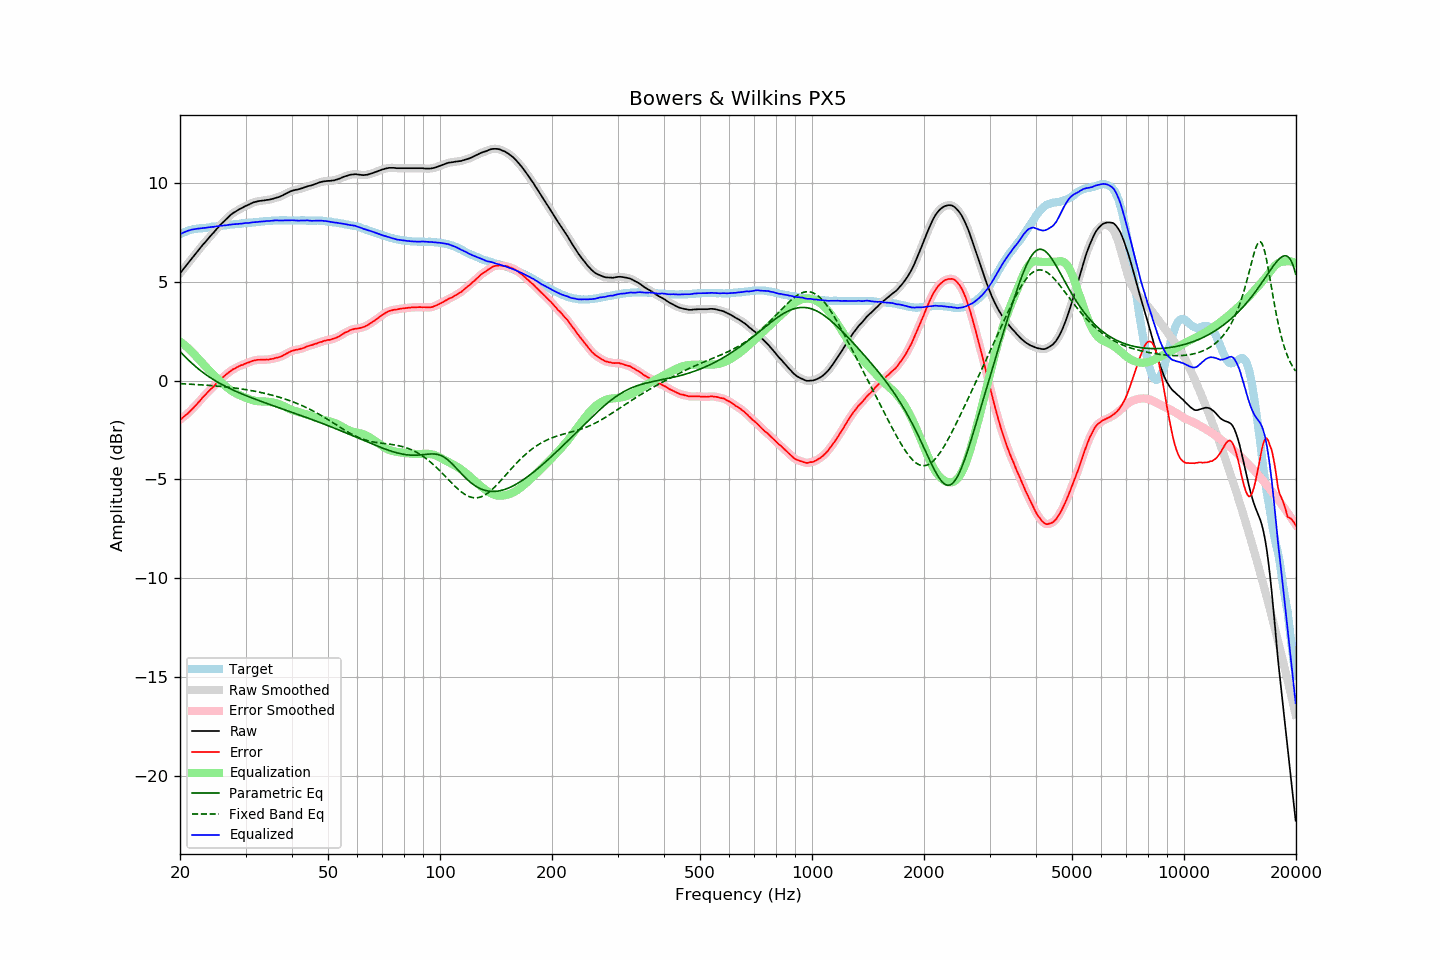 Bowers & Wilkins PX5
Amplitude (dBr)
10
5
0
−5
−10
−15
−20
Target
Raw Smoothed
Error Smoothed
Raw
Error
Equalization
Parametric Eq
Fixed Band Eq
Equalized
20 50 100 200 500 1000 2000 5000 10000 20000
Frequency (Hz)